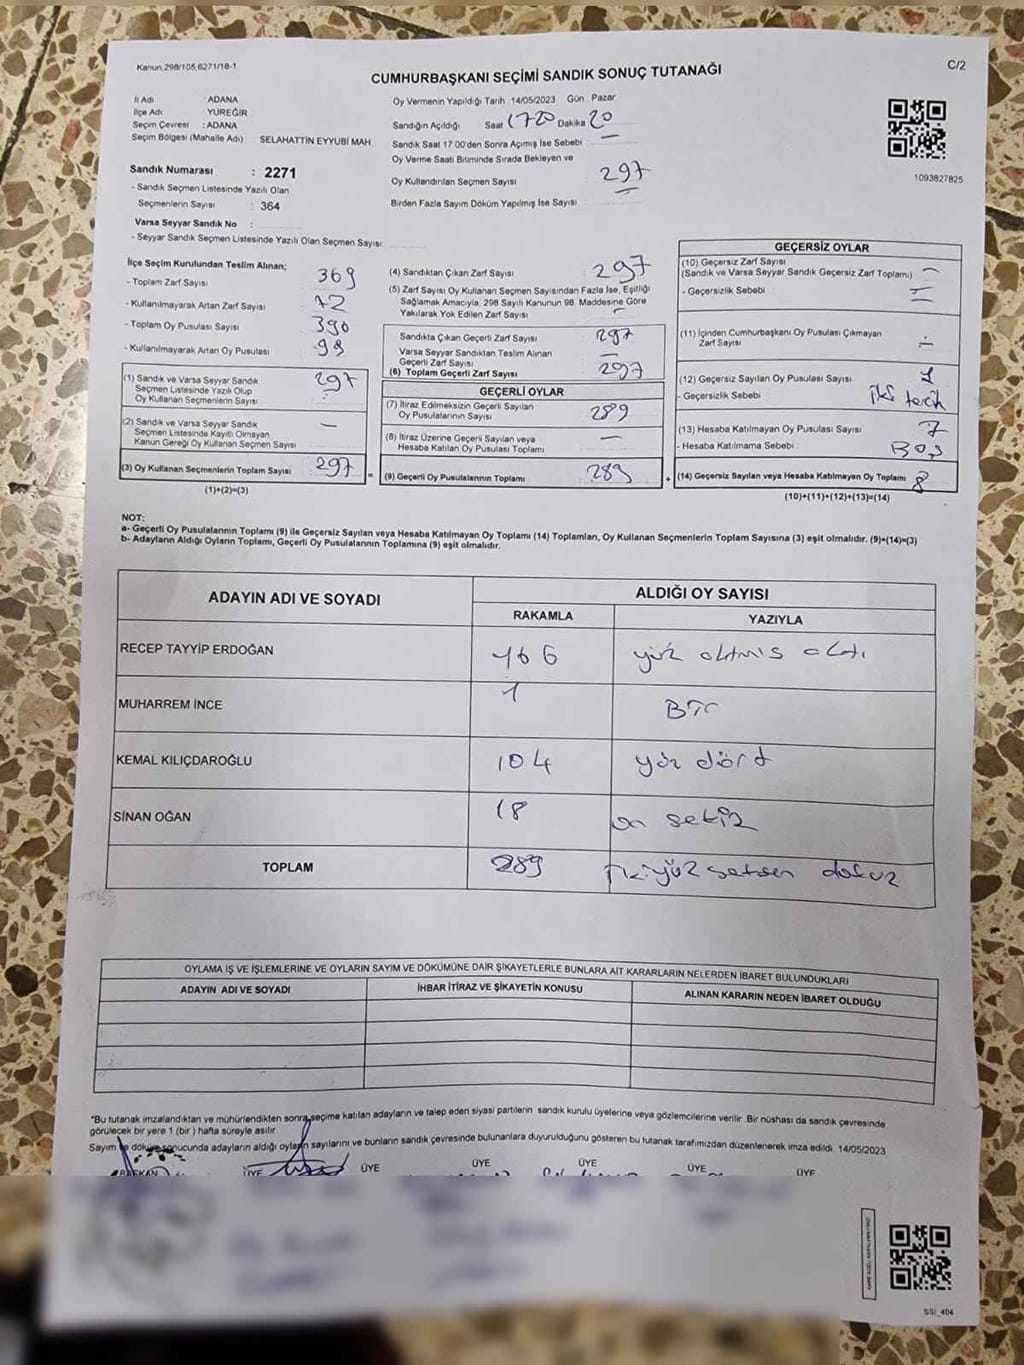 Kanun 298/105,6271/18-1
C/2
CUMHURBAŞKANI SEÇİMİ SANDIK SONUÇ TUTANAĞI
İl Adı : ADANA
İlçe Adı : YÜREĞİR
Seçim Çevresi : ADANA
Seçim Bölgesi (Mahalle Adı) : SELAHATTİN EYYUBİ MAH
Sandık Numarası : 2271
- Sandık Seçmen Listesinde Yazılı Olan
Seçmenlerin Sayısı : 364
Varsa Seyyar Sandık No :
- Seyyar Sandık Seçmen Listesinde Yazılı Olan Seçmen Sayısı:
Oy Vermenin Yapıldığı Tarih : 14/05/2023 Gün : Pazar
Sandığın Açıldığı Saat 1720 Dakika 20
Sandık Saat 17:00'den Sonra Açılmış İse Sebebi
Oy Verme Saati Bitiminde Sırada Bekleyen ve
Oy Kullandırılan Seçmen Sayısı 297
Birden Fazla Sayım Döküm Yapılmış İse Sayısı
1093627825
İlçe Seçim Kurulundan Teslim Alınan;
- Toplam Zarf Sayısı : 369
- Kullanılmayarak Artan Zarf Sayısı : 72
- Toplam Oy Pusulası Sayısı : 390
- Kullanılmayarak Artan Oy Pusulası : 93
(1) Sandık ve Varsa Seyyar Sandık
Seçmen Listesinde Yazılı Olup
Oy Kullanan Seçmenlerin Sayısı 297
(2) Sandık ve Varsa Seyyar Sandık
Seçmen Listesinde Kayıtlı Olmayan
Kanun Gereği Oy Kullanan Seçmen Sayısı —
(3) Oy Kullanan Seçmenlerin Toplam Sayısı 297 =
(1)+(2)=(3)
(4) Sandıktan Çıkan Zarf Sayısı : 297
(5) Zarf Sayısı Oy Kullanan Seçmen Sayısından Fazla İse, Eşitliği
Sağlamak Amacıyla, 298 Sayılı Kanunun 98. Maddesine Göre
Yakılarak Yok Edilen Zarf Sayısı : —
Sandıkta Çıkan Geçerli Zarf Sayısı : 297
Varsa Seyyar Sandıktan Teslim Alınan
Geçerli Zarf Sayısı : —
(6) Toplam Geçerli Zarf Sayısı : 297
GEÇERLİ OYLAR
(7) İtiraz Edilmeksizin Geçerli Sayılan
Oy Pusulalarının Sayısı : 289
(8) İtiraz Üzerine Geçerli Sayılan veya
Hesaba Katılan Oy Pusulası Toplamı : —
(9) Geçerli Oy Pusulalarının Toplamı : 289 +
GEÇERSİZ OYLAR
(10) Geçersiz Zarf Sayısı
(Sandık ve Varsa Seyyar Sandık Geçersiz Zarf Toplamı) : —
- Geçersizlik Sebebi : —
(11) İçinden Cumhurbaşkanı Oy Pusulası Çıkmayan
Zarf Sayısı : —
(12) Geçersiz Sayılan Oy Pusulası Sayısı : 1
- Geçersizlik Sebebi : iki tercih
(13) Hesaba Katılmayan Oy Pusulası Sayısı : 7
- Hesaba Katılmama Sebebi : Boş
(14) Geçersiz Sayılan veya Hesaba Katılmayan Oy Toplamı : 8
(10)+(11)+(12)+(13)=(14)
NOT:
a- Geçerli Oy Pusulalarının Toplamı (9) ile Geçersiz Sayılan veya Hesaba Katılmayan Oy Toplamı (14) Toplamları, Oy Kullanan Seçmenlerin Toplam Sayısına (3) eşit olmalıdır. (9)+(14)=(3)
b- Adayların Aldığı Oyların Toplamı, Geçerli Oy Pusulalarının Toplamına (9) eşit olmalıdır.
ADAYIN ADI VE SOYADI
ALDIĞI OY SAYISI
RAKAMLA YAZIYLA
RECEP TAYYİP ERDOĞAN 166 yüz altmış altı
MUHARREM İNCE 1 Bir
KEMAL KILIÇDAROĞLU 104 yüz dört
SİNAN OĞAN 18 on sekiz
TOPLAM 289 ikiyüz seksen dokuz
OYLAMA İŞ VE İŞLEMLERİNE VE OYLARIN SAYIM VE DÖKÜMÜNE DAİR ŞİKAYETLERLE BUNLARA AİT KARARLARIN NELERDEN İBARET BULUNDUKLARI
ADAYIN ADI VE SOYADI İHBAR İTİRAZ VE ŞİKAYETİN KONUSU ALINAN KARARIN NEDEN İBARET OLDUĞU
*Bu tutanak imzalandıktan ve mühürlendikten sonra seçime katılan adayların ve talep eden siyasi partilerin sandık kurulu üyelerine veya gözlemcilerine verilir. Bir nüshası da sandık çevresinde
görülecek bir yere 1 (bir) hafta süreyle asılır.
Sayım ve döküm sonucunda adayların aldığı oyların sayılarını ve bunların sandık çevresinde bulunanlara duyurulduğunu gösteren bu tutanak tarafımızdan düzenlenerek imza edildi. 14/05/2023
BAŞKAN ÜYE ÜYE ÜYE ÜYE ÜYE ÜYE
SSI_404